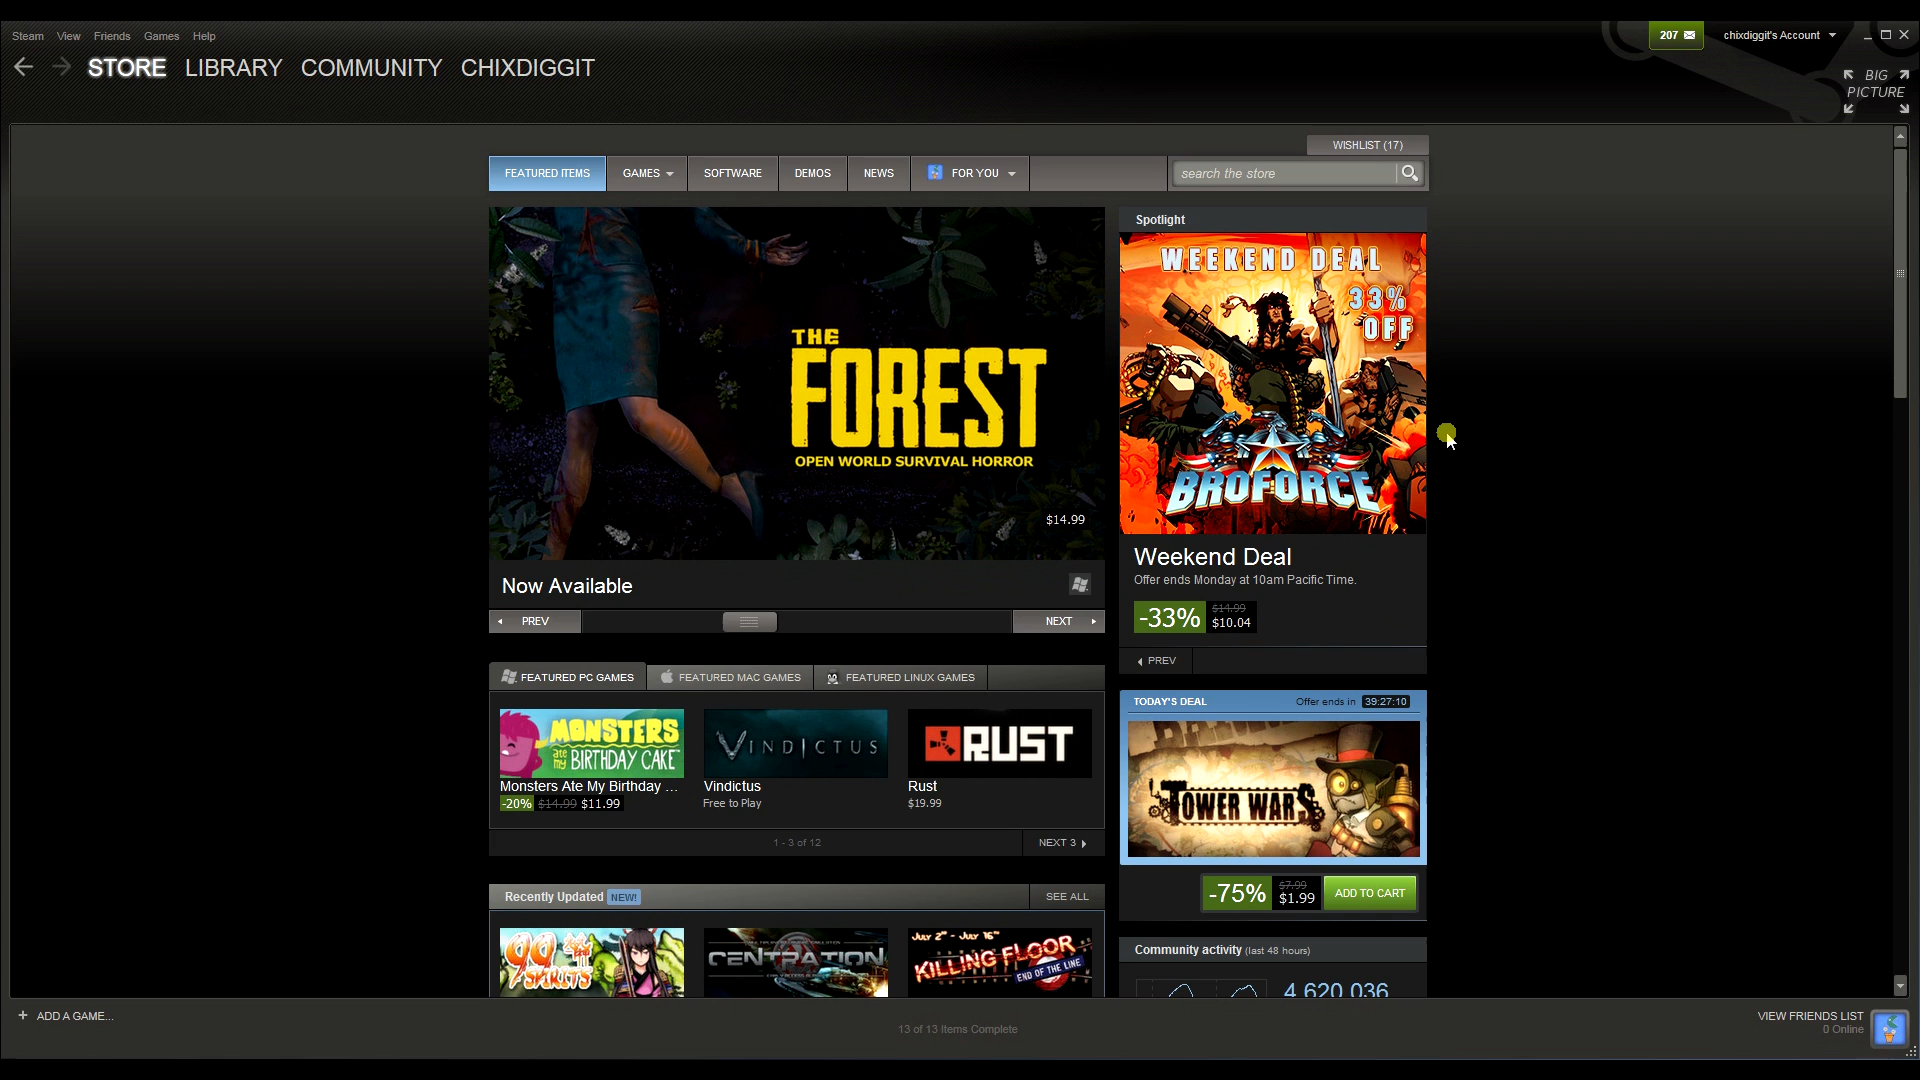 Steam View Friends Games Help
207
chixdiggit's Account
STORE LIBRARY COMMUNITY CHIXDIGGIT
BIG
PICTURE
WISHLIST (17)
FEATURED ITEMS GAMES SOFTWARE DEMOS NEWS FOR YOU
search the store
THE
FOREST
OPEN WORLD SURVIVAL HORROR
$14.99
Now Available
PREV
NEXT
Spotlight
WEEKEND DEAL
33%
OFF
BROFORCE
Weekend Deal
Offer ends Monday at 10am Pacific Time.
-33% $14.99
$10.04
PREV
FEATURED PC GAMES FEATURED MAC GAMES FEATURED LINUX GAMES
MONSTERS
ate my BIRTHDAY CAKE
VINDICTUS
RUST
Monsters Ate My Birthday ...
-20% $14.99 $11.99
Vindictus
Free to Play
Rust
$19.99
1 - 3 of 12
NEXT 3
TODAY'S DEAL
Offer ends in 39:27:10
TOWER WARS
-75% $7.99
$1.99
ADD TO CART
Recently Updated NEW!
SEE ALL
99
SPIRITS
CENTRATION
JULY 2ND - JULY 16TH
KILLING FLOOR
END OF THE LINE
Community activity (last 48 hours)
4,620,036
+ ADD A GAME...
13 of 13 Items Complete
VIEW FRIENDS LIST
0 Online